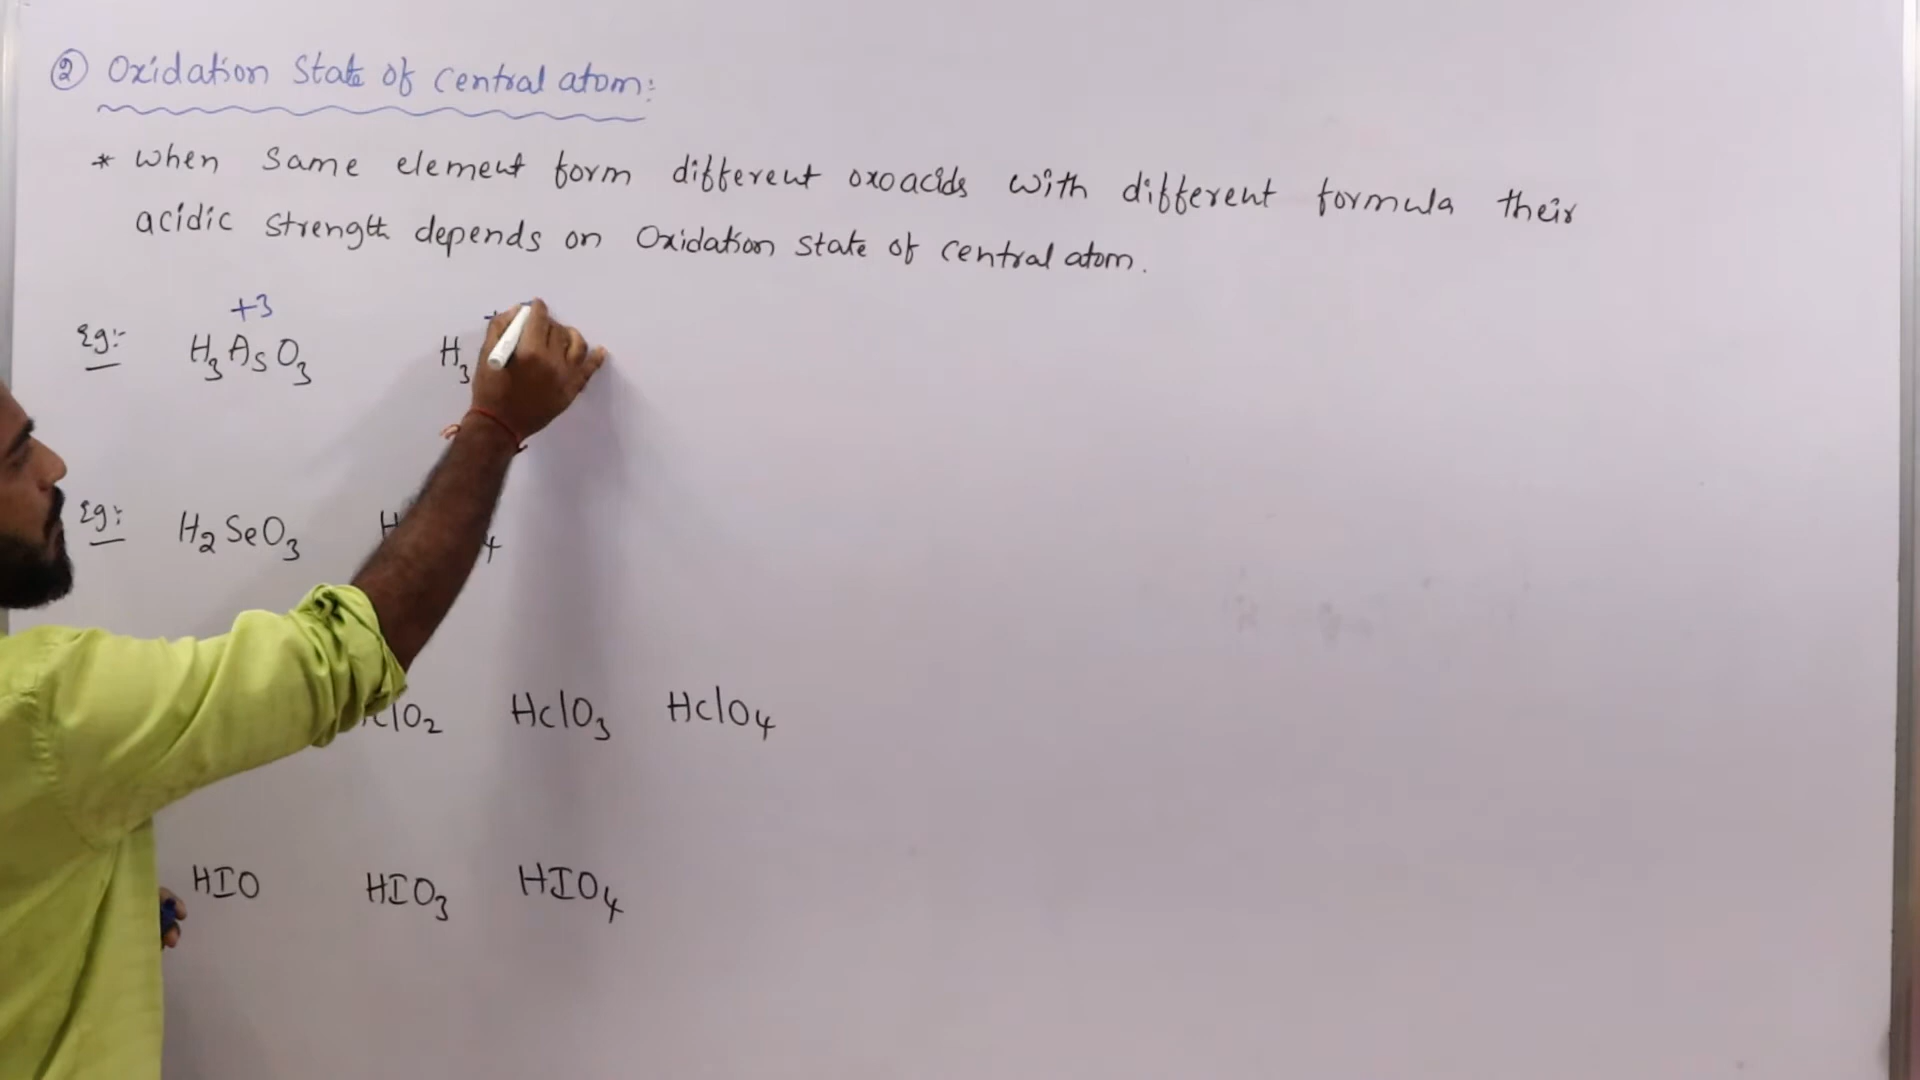 ② Oxidation State of central atom:
* When same element form different oxoacids with different formula their
acidic strength depends on Oxidation state of central atom.
+3
Eg:- H₃AsO₃ H₃
Eg:- H₂SeO₃ H 4
ClO₂ HClO₃ HClO₄
HIO HIO₃ HIO₄